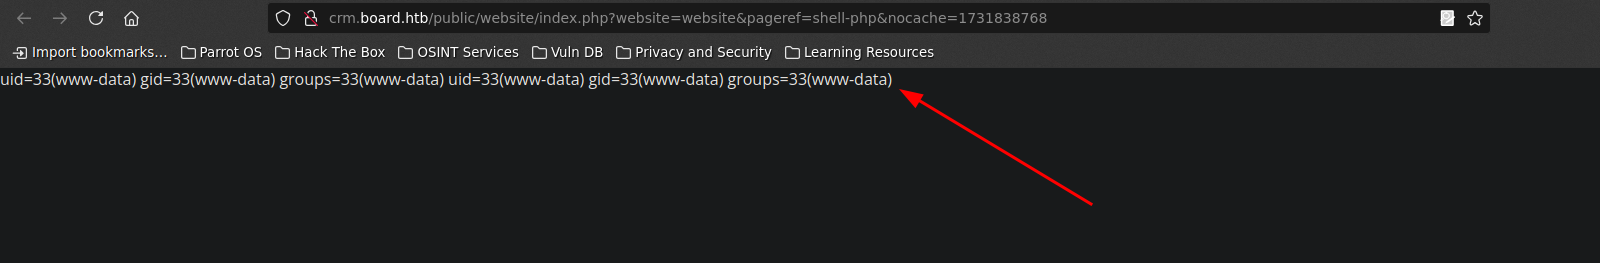 crm.board.htb/public/website/index.php?website=website&pageref=shell-php&nocache=1731838768
Import bookmarks... Parrot OS Hack The Box OSINT Services Vuln DB Privacy and Security Learning Resources
uid=33(www-data) gid=33(www-data) groups=33(www-data) uid=33(www-data) gid=33(www-data) groups=33(www-data)